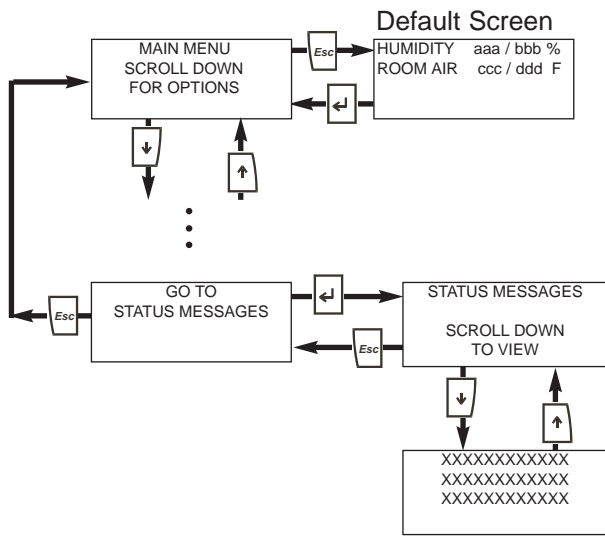 Default Screen
MAIN MENU
SCROLL DOWN
FOR OPTIONS
Esc
HUMIDITY aaa / bbb %
ROOM AIR ccc / ddd F
GO TO
STATUS MESSAGES
Esc
Esc
STATUS MESSAGES
SCROLL DOWN
TO VIEW
XXXXXXXXXXXX
XXXXXXXXXXXX
XXXXXXXXXXXX